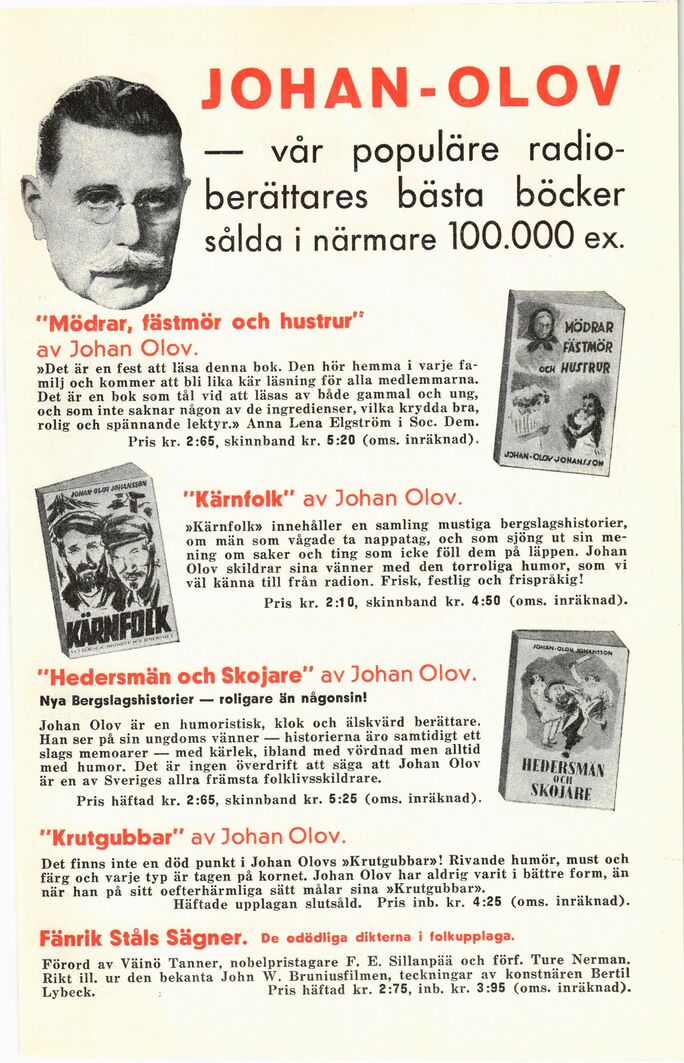 JOHAN-OLOV
— vår populäre radio-
berättares bästa böcker
sålda i närmare 100.000 ex.
"Mödrar, fästmör och hustrur"
av Johan Olov.
»Det är en fest att läsa denna bok. Den hör hemma i varje fa-
milj och kommer att bli lika kär läsning för alla medlemmarna.
Det är en bok som tål vid att läsas av både gammal och ung,
och som inte saknar någon av de ingredienser, vilka krydda bra,
rolig och spännande lektyr.» Anna Lena Elgström i Soc. Dem.
Pris kr. 2:65, skinnband kr. 5:20 (oms. inräknad).
MÖDRAR
FÄSTMÖR
OCH HUSTRUR
JOHAN-OLOV JOHANSSON
JOHAN-OLOV JOHANSSON
KÄRNFOLK
"Kärnfolk" av Johan Olov.
»Kärnfolk» innehåller en samling mustiga bergslagshistorier,
om män som vågade ta nappatag, och som sjöng ut sin me-
ning om saker och ting som icke föll dem på läppen. Johan
Olov skildrar sina vänner med den torroliga humor, som vi
väl känna till från radion. Frisk, festlig och frispråkig!
Pris kr. 2:10, skinnband kr. 4:50 (oms. inräknad).
"Hedersmän och Skojare" av Johan Olov.
Nya Bergslagshistorier — roligare än någonsin!
Johan Olov är en humoristisk, klok och älskvärd berättare.
Han ser på sin ungdoms vänner — historierna äro samtidigt ett
slags memoarer — med kärlek, ibland med vördnad men alltid
med humor. Det är ingen överdrift att säga att Johan Olov
är en av Sveriges allra främsta folklivsskildrare.
Pris häftad kr. 2:65, skinnband kr. 5:25 (oms. inräknad).
JOHAN-OLOV JOHANSSON
HEDERSMÄN
OCH
SKOJARE
"Krutgubbar" av Johan Olov.
Det finns inte en död punkt i Johan Olovs »Krutgubbar»! Rivande humör, must och
färg och varje typ är tagen på kornet. Johan Olov har aldrig varit i bättre form, än
när han på sitt oefterhärmliga sätt målar sina »Krutgubbar».
Häftade upplagan slutsåld. Pris inb. kr. 4:25 (oms. inräknad).
Fänrik Ståls Sägner. De odödliga dikterna i folkupplaga.
Förord av Väinö Tanner, nobelpristagare F. E. Sillanpää och förf. Ture Nerman.
Rikt ill. ur den bekanta John W. Bruniusfilmen, teckningar av konstnären Bertil
Lybeck. Pris häftad kr. 2:75, inb. kr. 3:95 (oms. inräknad).